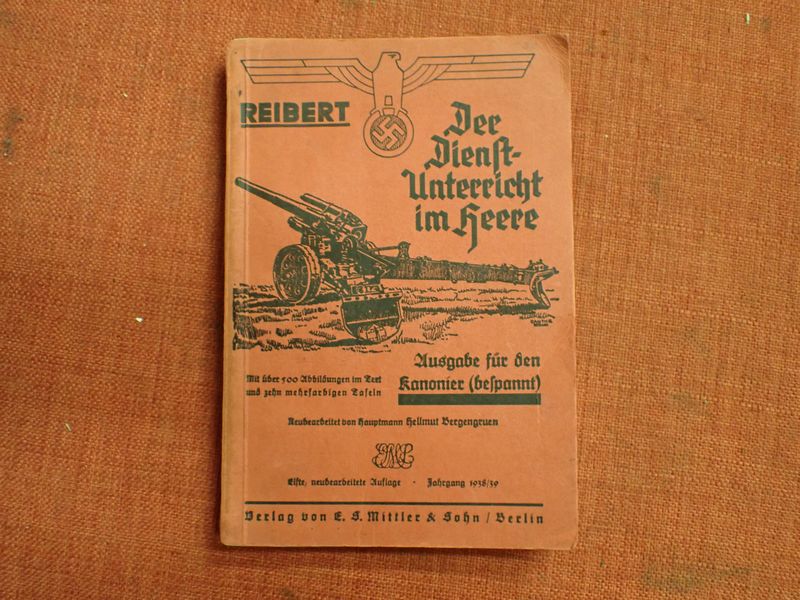 REIBERT
Der
Dienst-
Unterricht
im Heere
Ausgabe für den
Kanonier (bespannt)
Mit über 500 Abbildungen im Text
und zehn mehrfarbigen Tafeln
Neubearbeitet von Hauptmann Hellmut Bergengruen
Elfte, neubearbeitete Auflage · Jahrgang 1938/39
Verlag von E. S. Mittler & Sohn / Berlin